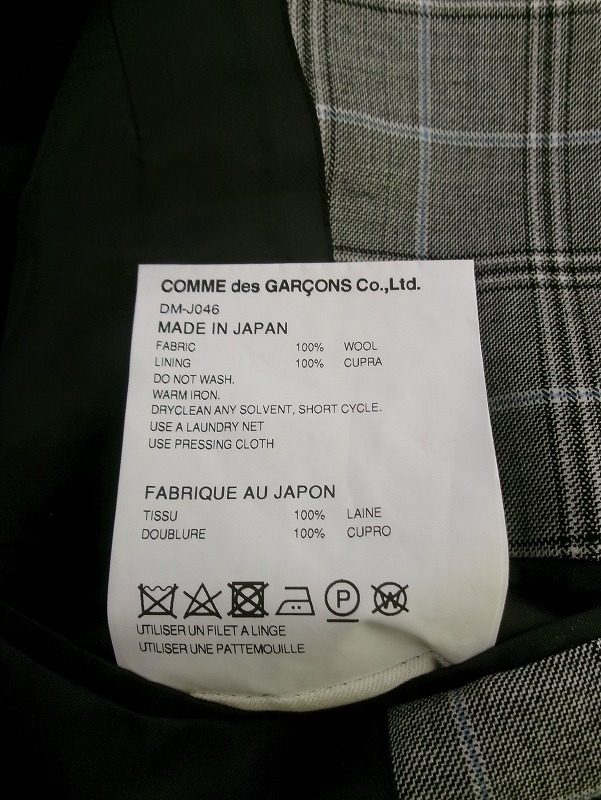 COMME des GARÇONS Co.,Ltd.
DM-J046
MADE IN JAPAN
FABRIC 100% WOOL
LINING 100% CUPRA
DO NOT WASH.
WARM IRON.
DRYCLEAN ANY SOLVENT, SHORT CYCLE.
USE A LAUNDRY NET
USE PRESSING CLOTH
FABRIQUE AU JAPON
TISSU 100% LAINE
DOUBLURE 100% CUPRO
P W
UTILISER UN FILET A LINGE
UTILISER UNE PATTEMOUILLE